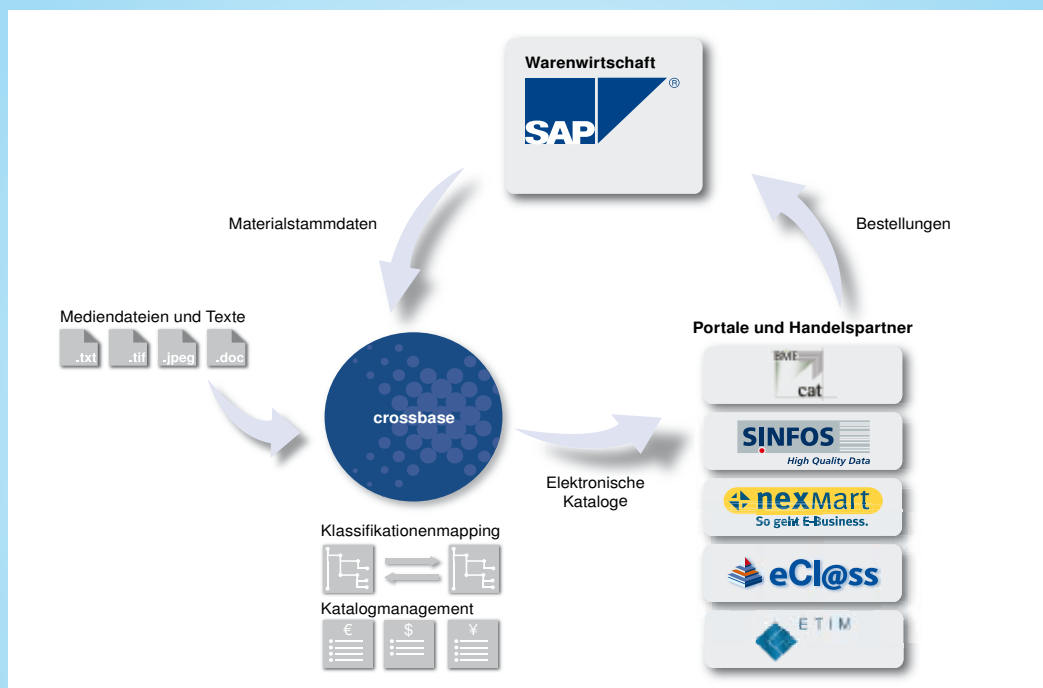 Warenwirtschaft
SAP ®
Materialstammdaten
Bestellungen
Mediendateien und Texte
.txt .tif .jpeg .doc
Portale und Handelspartner
BME
cat
crossbase
SINFOS
High Quality Data
nexmart
So geht E-Business.
Elektronische
Kataloge
Klassifikationenmapping
eCl@ss
Katalogmanagement
€ $ ¥
ETIM